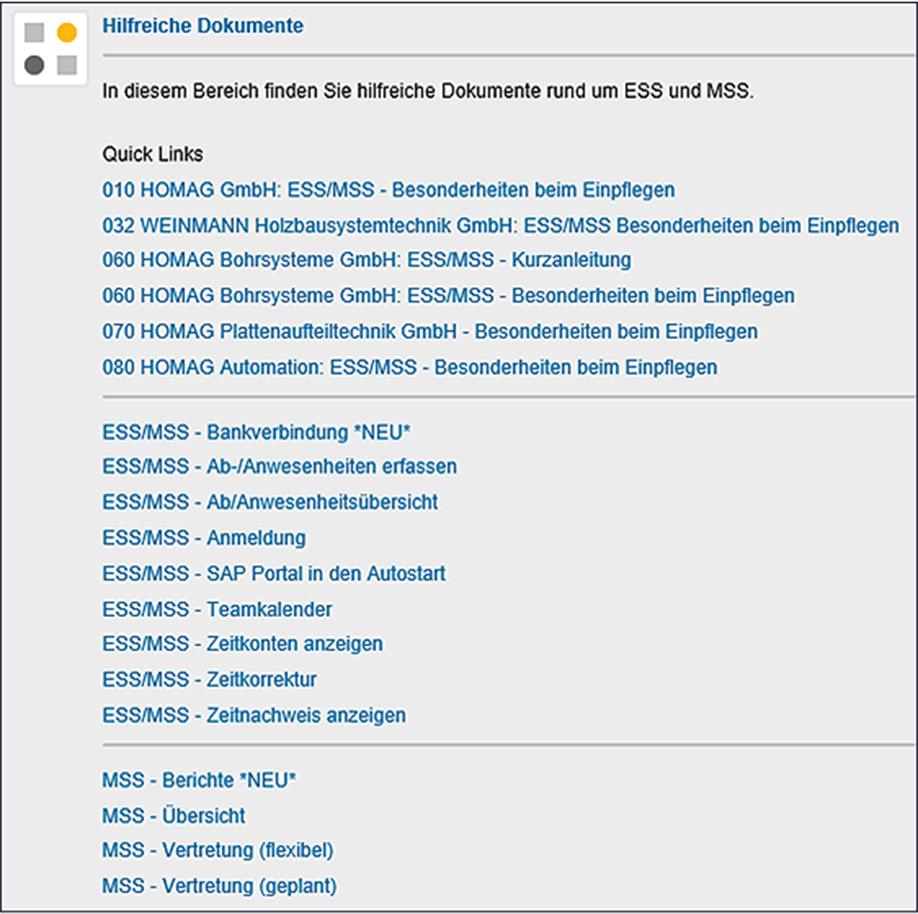 Hilfreiche Dokumente
In diesem Bereich finden Sie hilfreiche Dokumente rund um ESS und MSS.
Quick Links
010 HOMAG GmbH: ESS/MSS - Besonderheiten beim Einpflegen
032 WEINMANN Holzbausystemtechnik GmbH: ESS/MSS Besonderheiten beim Einpflegen
060 HOMAG Bohrsysteme GmbH: ESS/MSS - Kurzanleitung
060 HOMAG Bohrsysteme GmbH: ESS/MSS - Besonderheiten beim Einpflegen
070 HOMAG Plattenaufteiltechnik GmbH - Besonderheiten beim Einpflegen
080 HOMAG Automation: ESS/MSS - Besonderheiten beim Einpflegen
ESS/MSS - Bankverbindung *NEU*
ESS/MSS - Ab-/Anwesenheiten erfassen
ESS/MSS - Ab/Anwesenheitsübersicht
ESS/MSS - Anmeldung
ESS/MSS - SAP Portal in den Autostart
ESS/MSS - Teamkalender
ESS/MSS - Zeitkonten anzeigen
ESS/MSS - Zeitkorrektur
ESS/MSS - Zeitnachweis anzeigen
MSS - Berichte *NEU*
MSS - Übersicht
MSS - Vertretung (flexibel)
MSS - Vertretung (geplant)